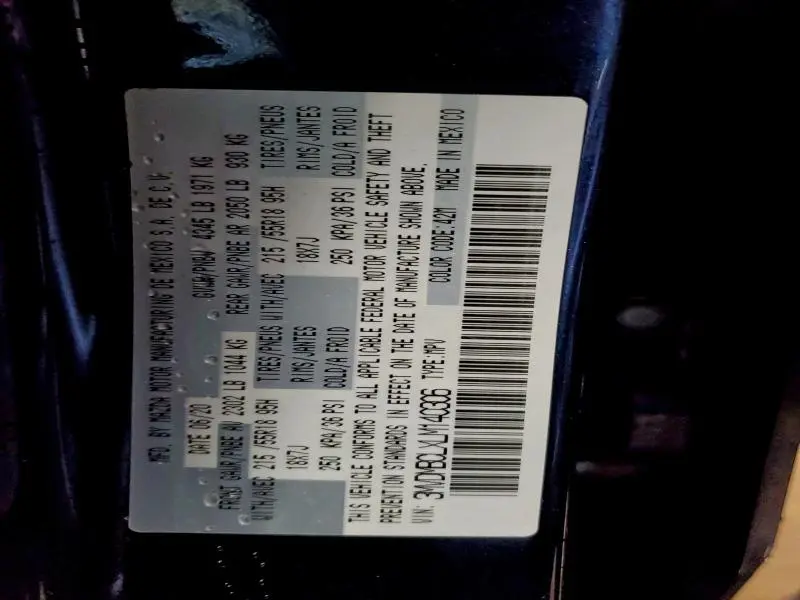 MFD. BY MAZDA MOTOR MANUFACTURING DE MEXICO S.A. DE C.V.
DATE 06/20 GVWR/PNBV 4345 LB 1971 KG
FRONT GAWR/PNBE AV 2302 LB 1044 KG REAR GAWR/PNBE AR 2050 LB 930 KG
WITH/AVEC 215 /55R18 95H TIRES/PNEUS WITH/AVEC 215 /55R18 95H TIRES/PNEUS
18X7J RIMS/JANTES 18X7J RIMS/JANTES
250 KPA/36 PSI COLD/A FROID 250 KPA/36 PSI COLD/A FROID
THIS VEHICLE CONFORMS TO ALL APPLICABLE FEDERAL MOTOR VEHICLE SAFETY AND THEFT
PREVENTION STANDARDS IN EFFECT ON THE DATE OF MANUFACTURE SHOWN ABOVE.
VIN: 3MVDMBCLXLM140306 TYPE:MPV COLOR CODE: MADE IN MEXICO